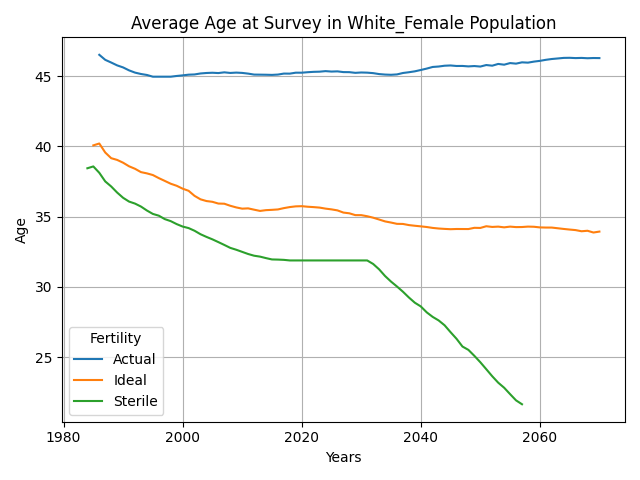 Average Age at Survey in White_Female Population
Age
45
40
35
30
25
Fertility
Actual
Ideal
Sterile
1980
2000
2020
2040
2060
Years